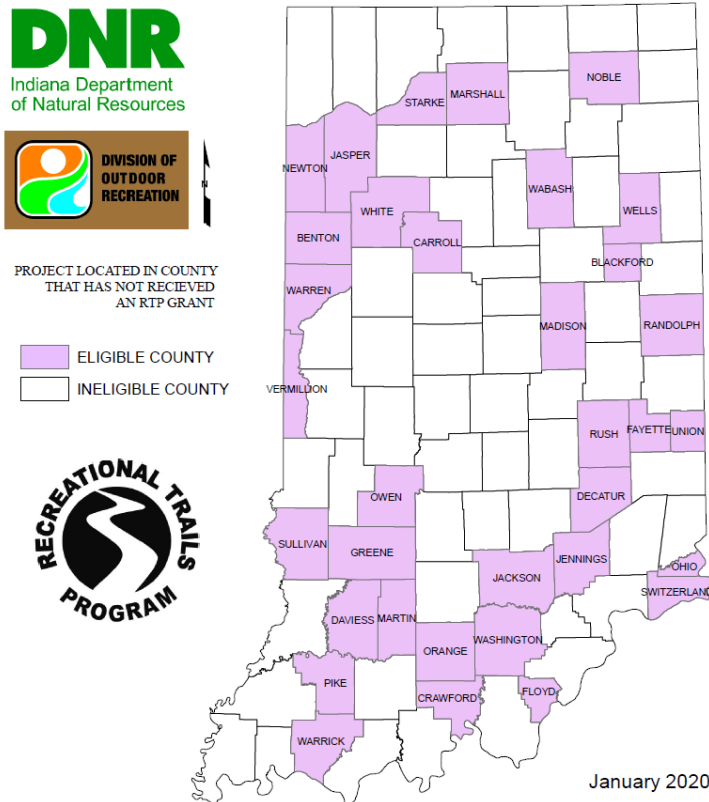 DNR
Indiana Department
of Natural Resources
DIVISION OF
OUTDOOR
RECREATION
N
PROJECT LOCATED IN COUNTY
THAT HAS NOT RECIEVED
AN RTP GRANT
ELIGIBLE COUNTY
INELIGIBLE COUNTY
RECREATIONAL TRAILS
PROGRAM
NOBLE
MARSHALL
STARKE
JASPER
NEWTON
WABASH
WHITE
WELLS
BENTON
CARROLL
BLACKFORD
WARREN
MADISON
RANDOLPH
VERMILLION
RUSH
FAYETTE
UNION
OWEN
DECATUR
SULLIVAN
GREENE
JENNINGS
OHIO
JACKSON
SWITZERLAND
DAVIESS
MARTIN
WASHINGTON
ORANGE
PIKE
CRAWFORD
FLOYD
WARRICK
January 2020